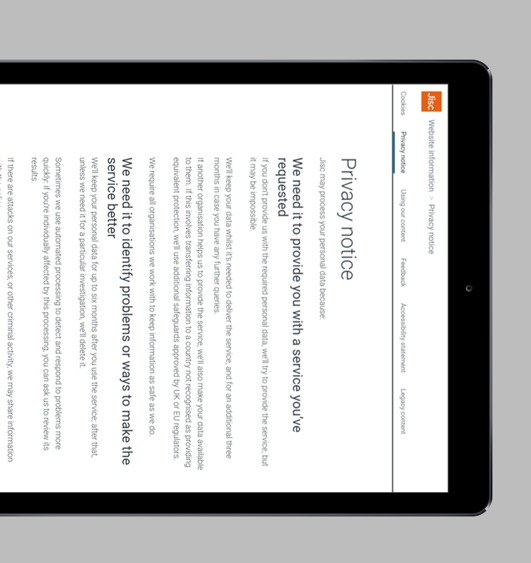 Jisc Website information > Privacy notice
Cookies Privacy notice Using our content Feedback Accessibility statement Legacy content
Privacy notice
Jisc may process your personal data because:
We need it to provide you with a service you've
requested
If you don't provide us with the required personal data, we'll try to provide the service, but
it may be impossible.
We'll keep your data whilst it's needed to deliver the service, and for an additional three
months in case you have any further queries.
If another organisation helps us to provide the service, we'll also make your data available
to them. If this involves transferring information to a country not recognised as providing
equivalent protection, we'll use additional safeguards approved by UK or EU regulators.
We require all organisations we work with to keep information as safe as we do.
We need it to identify problems or ways to make the
service better
We'll keep your personal data for up to six months after you use the service; after that,
unless we need it for a particular investigation, we'll delete it.
Sometimes we use automated processing to detect and respond to problems more
quickly: if you're individually affected by this processing, you can ask us to review its
results.
If there are attacks on our services, or other criminal activity, we may share information